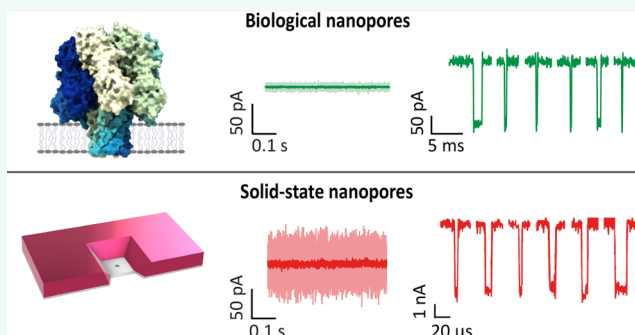 Biological nanopores
50 pA
0.1 s
50 pA
5 ms
Solid-state nanopores
50 pA
0.1 s
1 nA
20 µs